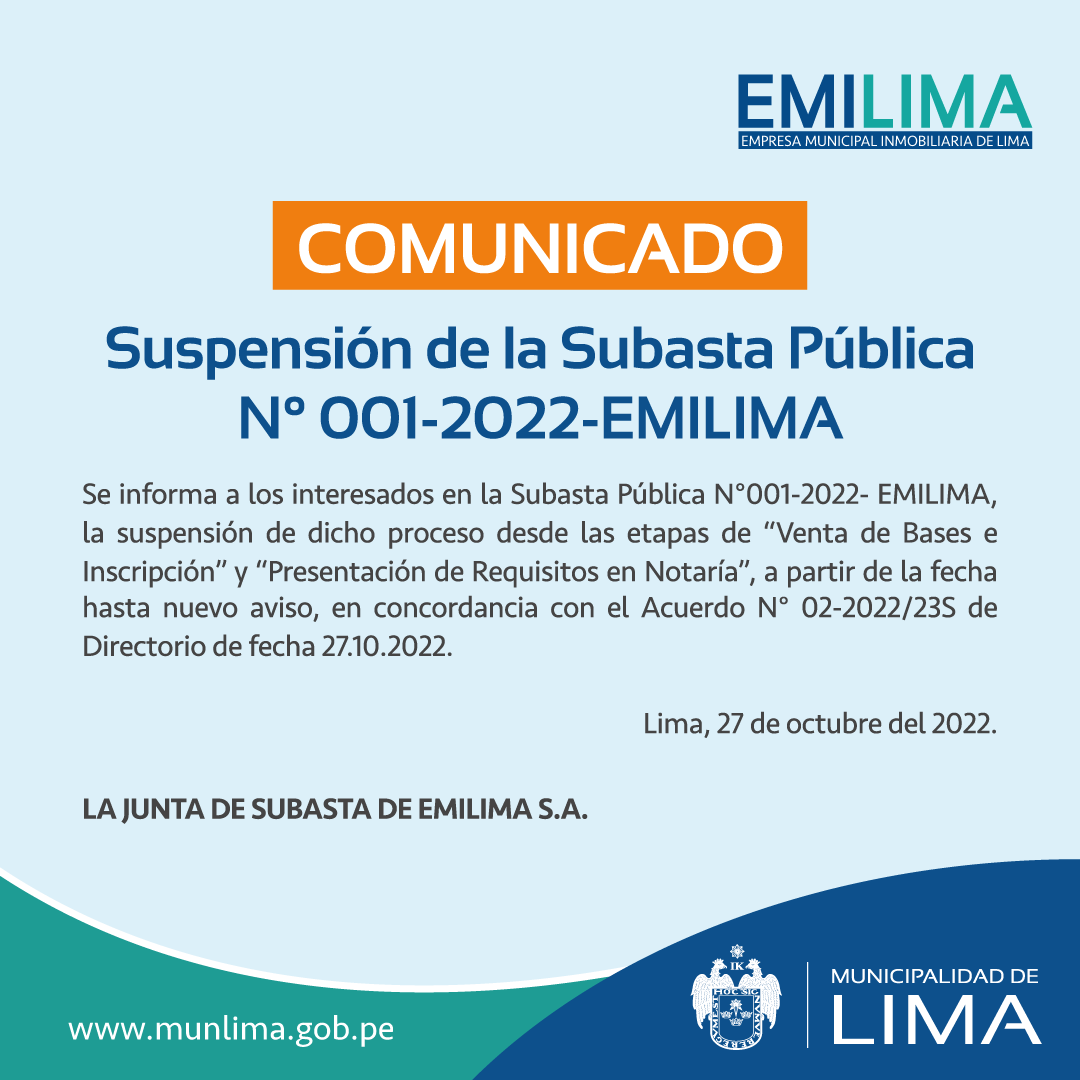 EMILIMA
EMPRESA MUNICIPAL INMOBILIARIA DE LIMA
COMUNICADO
Suspensión de la Subasta Pública
N° 001-2022-EMILIMA
Se informa a los interesados en la Subasta Pública N°001-2022- EMILIMA,
la suspensión de dicho proceso desde las etapas de “Venta de Bases e
Inscripción” y “Presentación de Requisitos en Notaría”, a partir de la fecha
hasta nuevo aviso, en concordancia con el Acuerdo N° 02-2022/23S de
Directorio de fecha 27.10.2022.
Lima, 27 de octubre del 2022.
LA JUNTA DE SUBASTA DE EMILIMA S.A.
www.munlima.gob.pe
IK
HOC SIG
MUNICIPALIDAD DE
LIMA